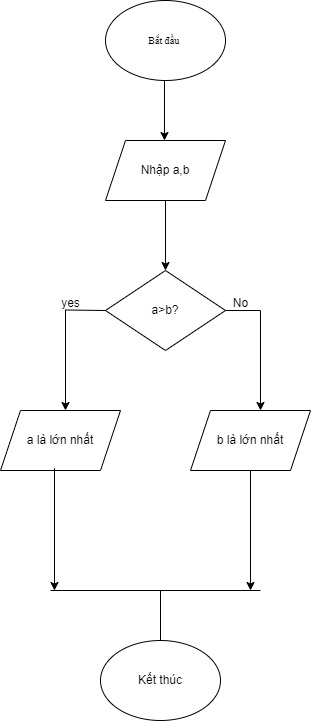 Bắt đầu
Nhập a,b
a>b?
yes
No
a là lớn nhất
b là lớn nhất
Kết thúc